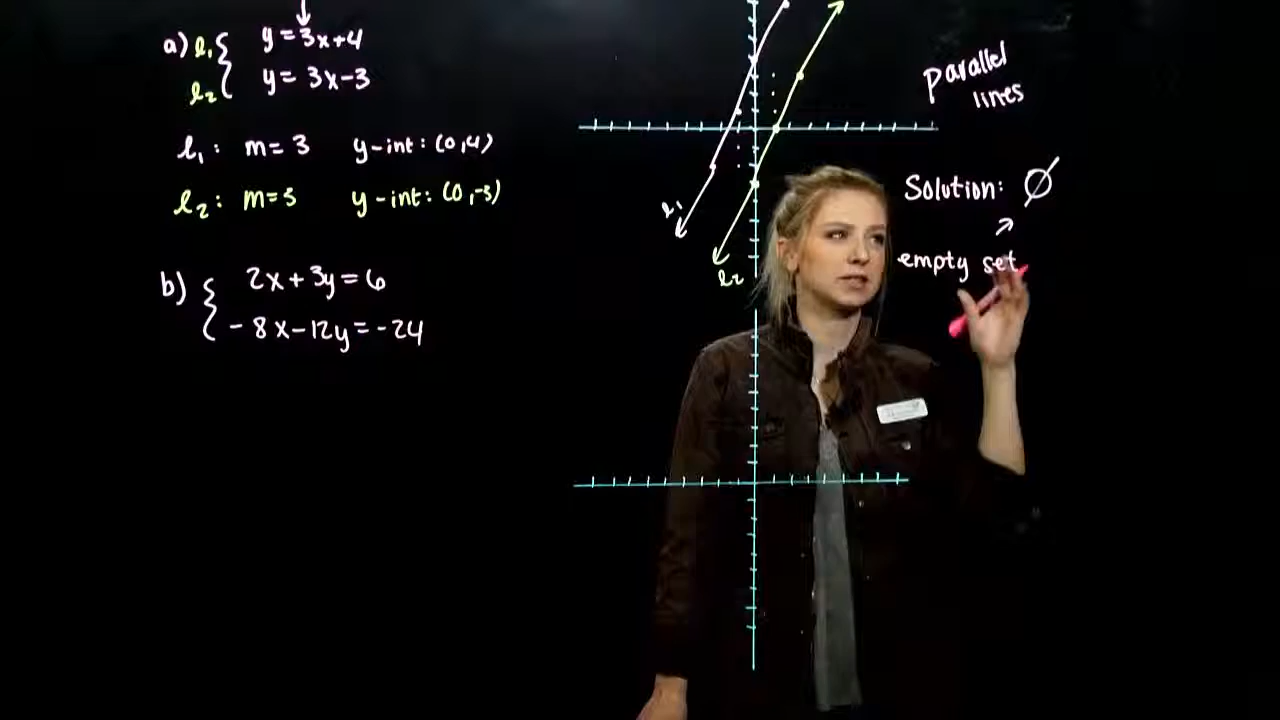 a) l₁ { y = 3x+4
l₂ y = 3x-3
l₁: m = 3 y-int: (0,4)
l₂: m = 3 y-int: (0,-3)
b) { 2x + 3y = 6
-8x - 12y = -24
l₁
l₂
parallel
lines
Solution: ∅
empty set